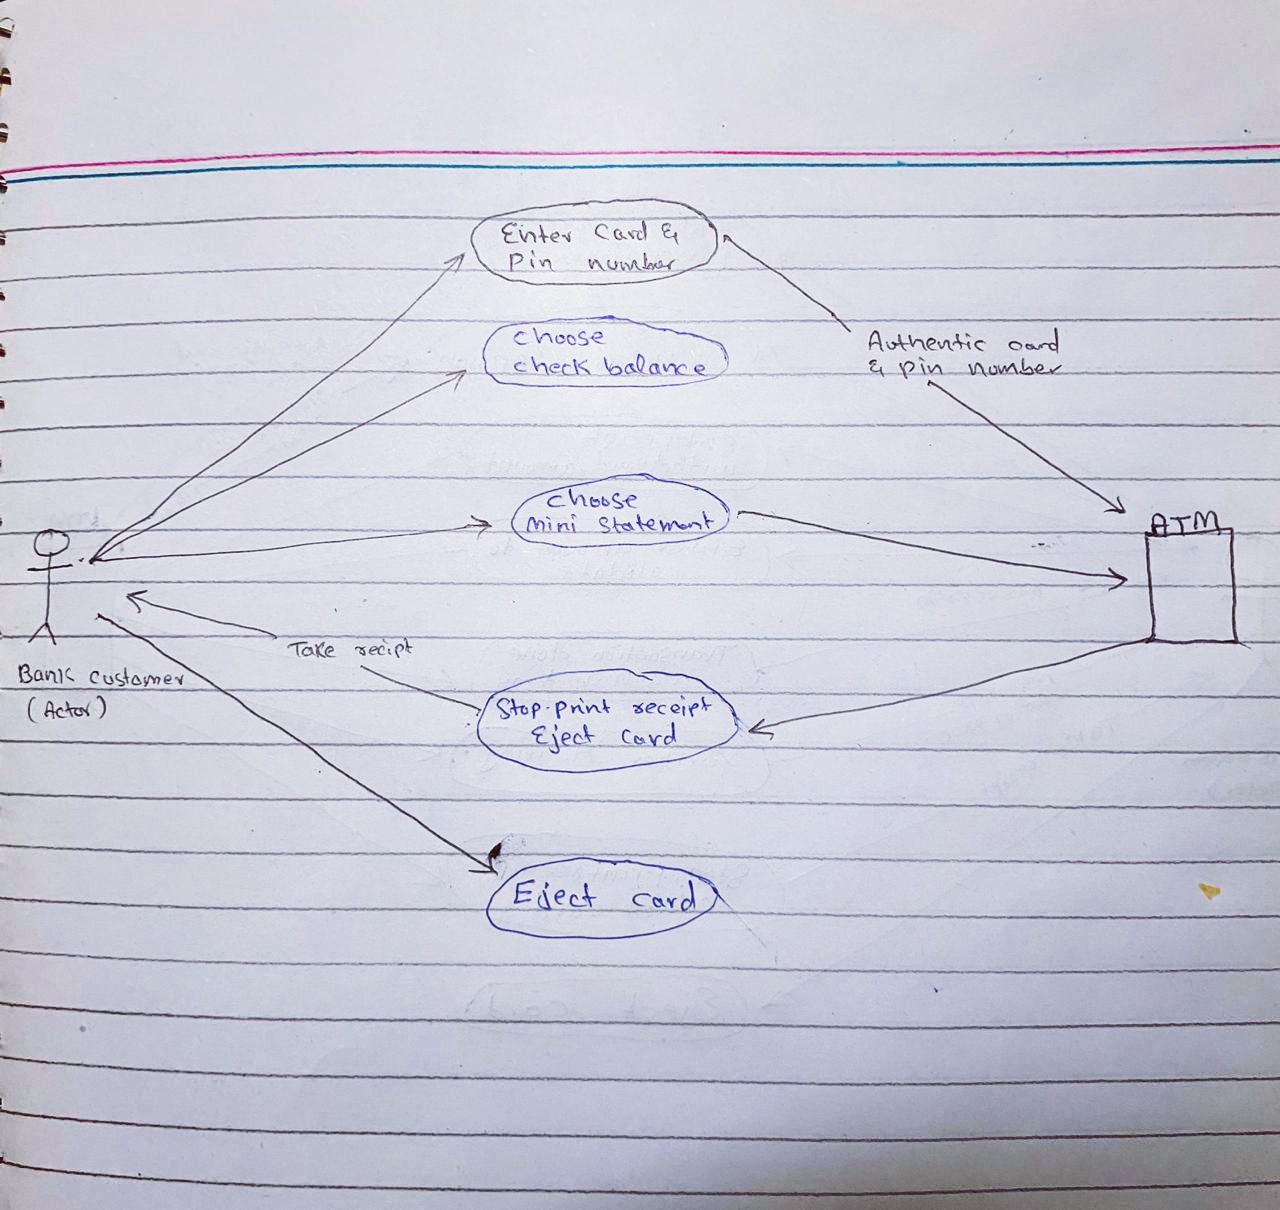 Enter Card &
Pin number
choose
check balance
Authentic card
& pin number
choose
Mini Statement
ATM
Take recipt
Bank customer
(Actor)
Stop-print receipt
Eject Card
Eject card